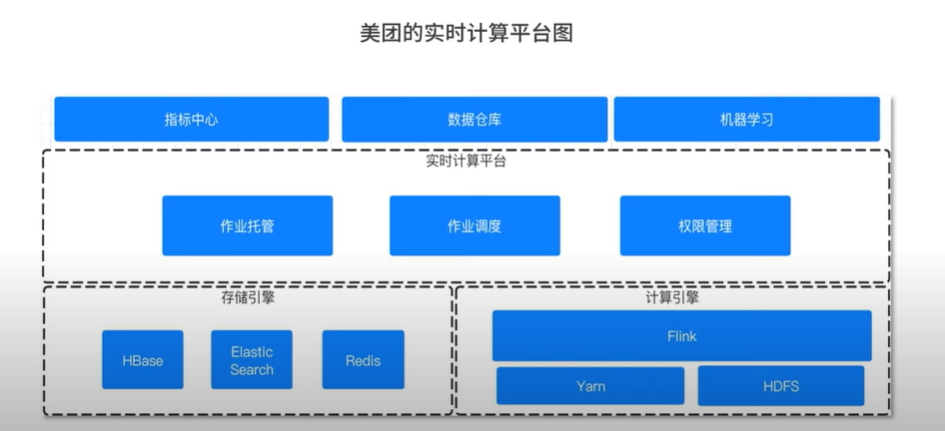 美团的实时计算平台图
指标中心
数据仓库
机器学习
实时计算平台
作业托管
作业调度
权限管理
存储引擎
计算引擎
HBase
Elastic
Search
Redis
Flink
Yarn
HDFS